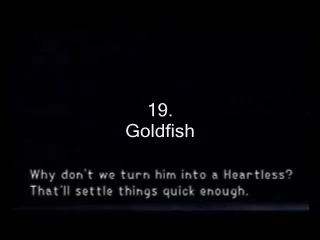 19.
Goldfish
Why don't we turn him into a Heartless?
That'll settle things quick enough.